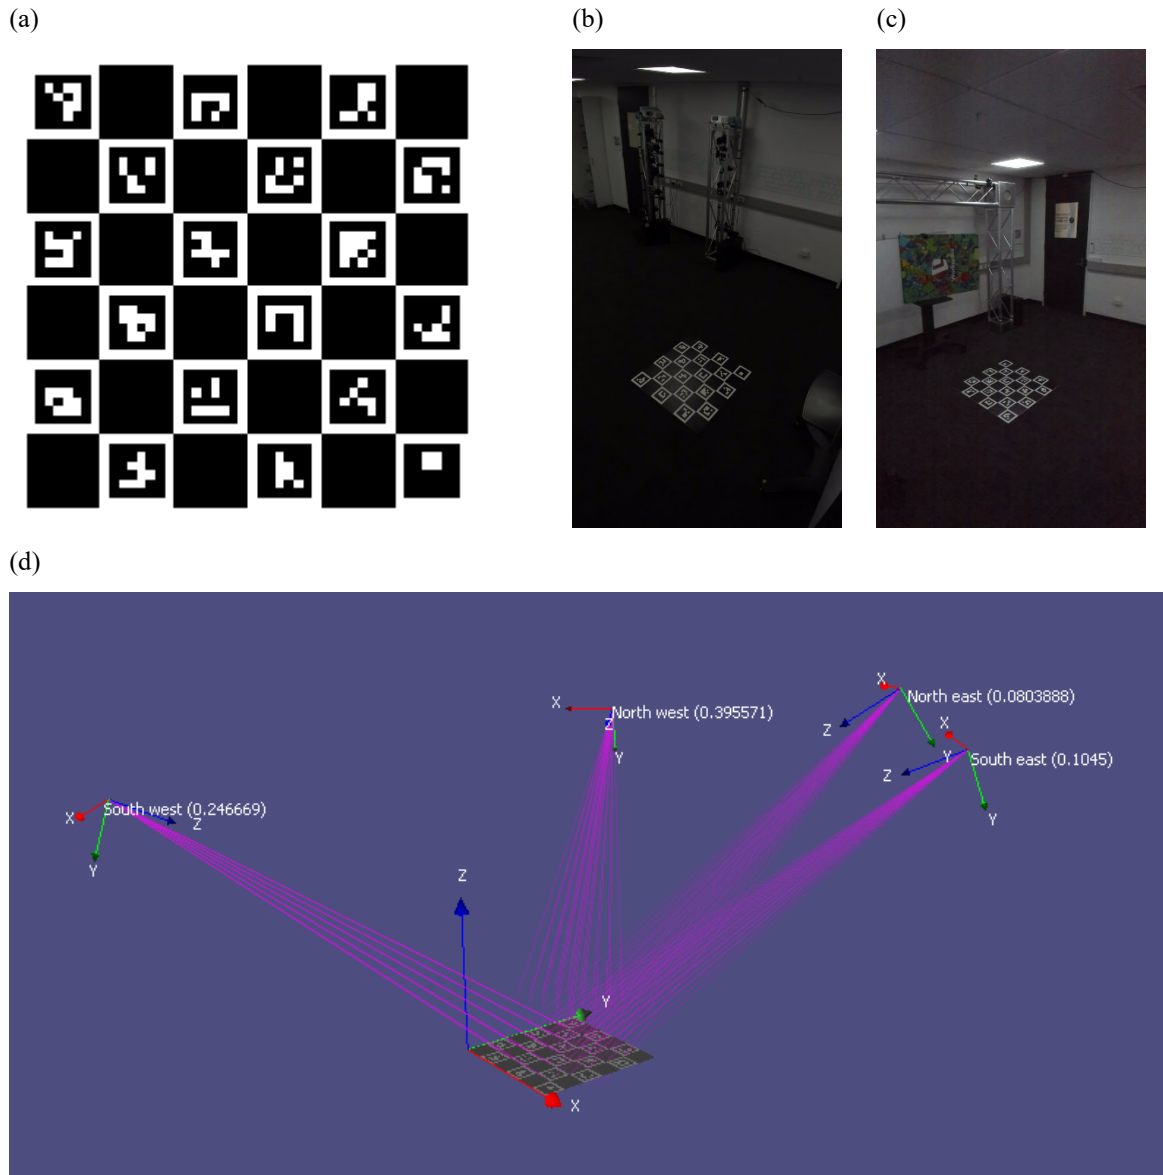 (a)
(b)
(c)
(d)
X
North west (0.395571)
Z
Y
X
North east (0.0803888)
Z
X
Y
South east (0.1045)
Z
Y
South west (0.246669)
X
Z
Y
Z
Y
X